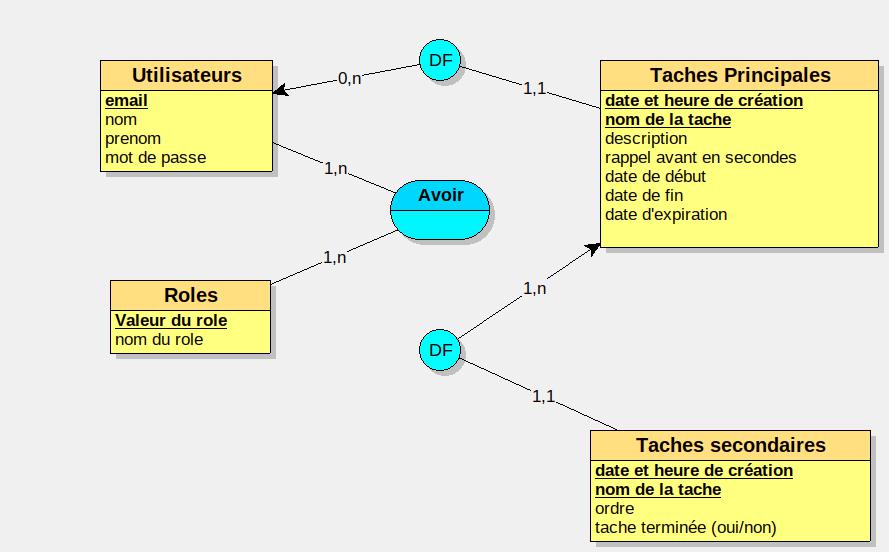 DF
Utilisateurs
email
nom
prenom
mot de passe
0,n
1,1
Taches Principales
date et heure de création
nom de la tache
description
rappel avant en secondes
date de début
date de fin
date d'expiration
1,n
Avoir
1,n
Roles
Valeur du role
nom du role
1,n
DF
1,1
Taches secondaires
date et heure de création
nom de la tache
ordre
tache terminée (oui/non)